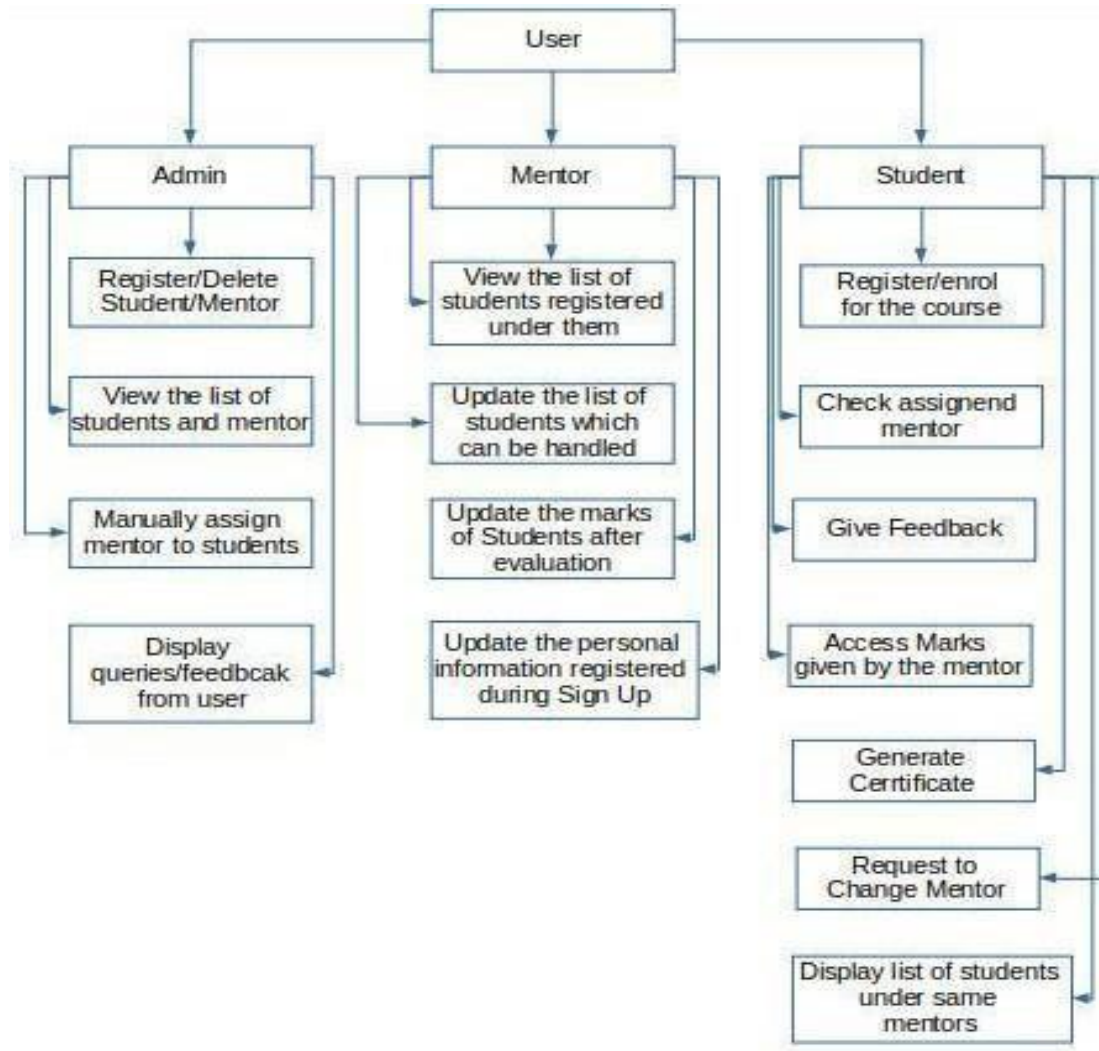 User
Admin
Mentor
Student
Register/Delete
Student/Mentor
View the list of
students and mentor
Manually assign
mentor to students
Display
queries/feedbcak
from user
View the list of
students registered
under them
Update the list of
students which
can be handled
Update the marks
of Students after
evaluation
Update the personal
information registered
during Sign Up
Register/enrol
for the course
Check assignend
mentor
Give Feedback
Access Marks
given by the mentor
Generate
Cerrtificate
Request to
Change Mentor
Display list of students
under same
mentors